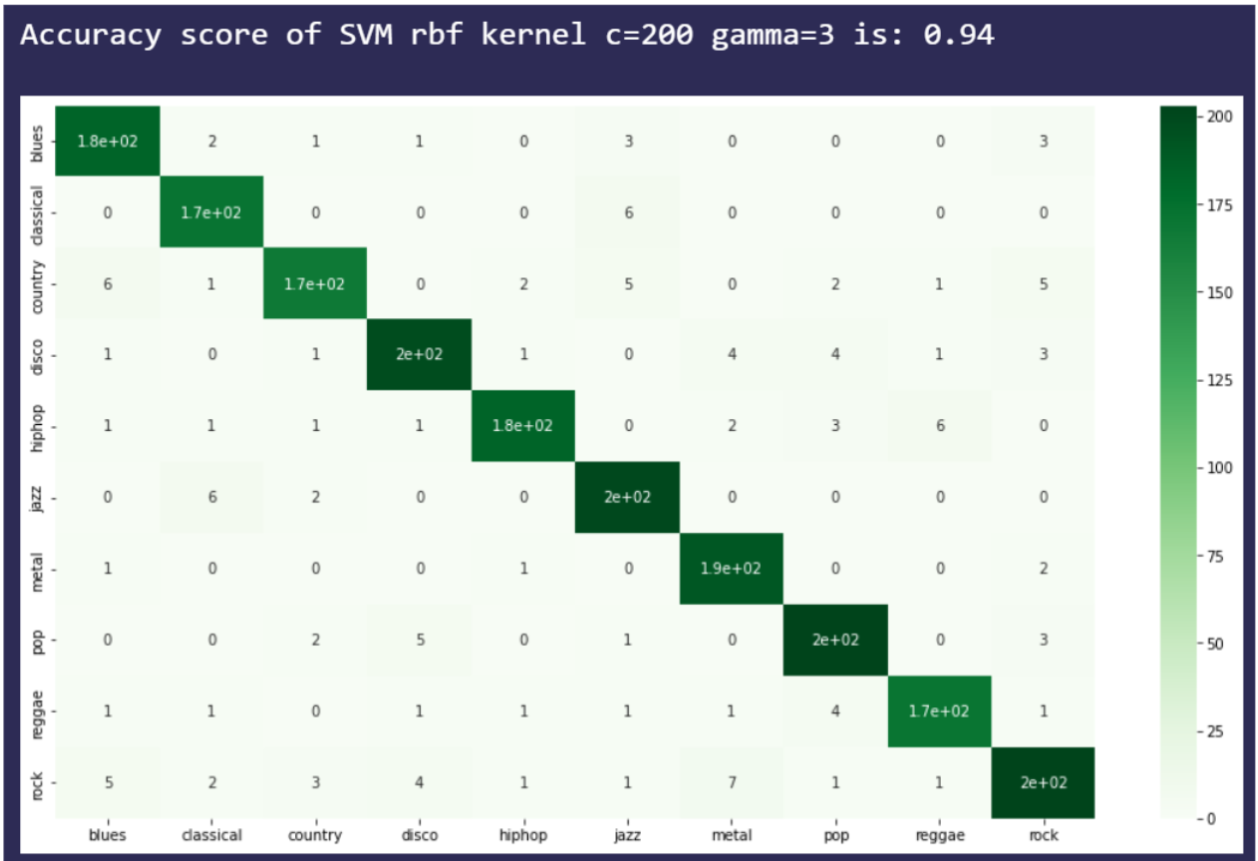 Accuracy score of SVM rbf kernel c=200 gamma=3 is: 0.94
blues 1.8e+02 2 1 1 0 3 0 0 0 3
classical 0 1.7e+02 0 0 0 6 0 0 0 0
country 6 1 1.7e+02 0 2 5 0 2 1 5
disco 1 0 1 2e+02 1 0 4 4 1 3
hiphop 1 1 1 1 1.8e+02 0 2 3 6 0
jazz 0 6 2 0 0 2e+02 0 0 0 0
metal 1 0 0 0 1 0 1.9e+02 0 0 2
pop 0 0 2 5 0 1 0 2e+02 0 3
reggae 1 1 0 1 1 1 1 4 1.7e+02 1
rock 5 2 3 4 1 1 7 1 1 2e+02
blues classical country disco hiphop jazz metal pop reggae rock
200
175
150
125
100
75
50
25
0